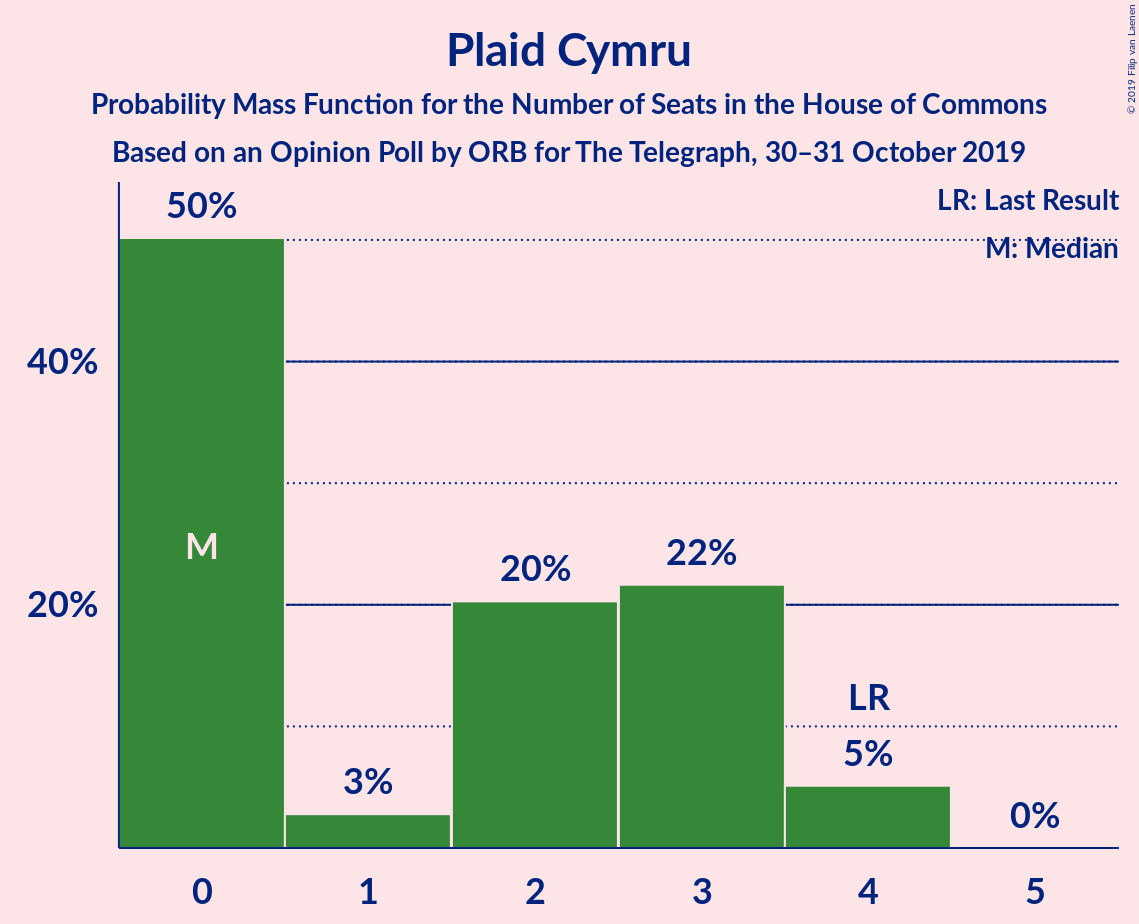 Plaid Cymru
Probability Mass Function for the Number of Seats in the House of Commons
Based on an Opinion Poll by ORB for The Telegraph, 30–31 October 2019
© 2019 Filip van Laenen
LR: Last Result
M: Median
50%
40%
20%
M
3%
20%
22%
LR
5%
0%
0 1 2 3 4 5